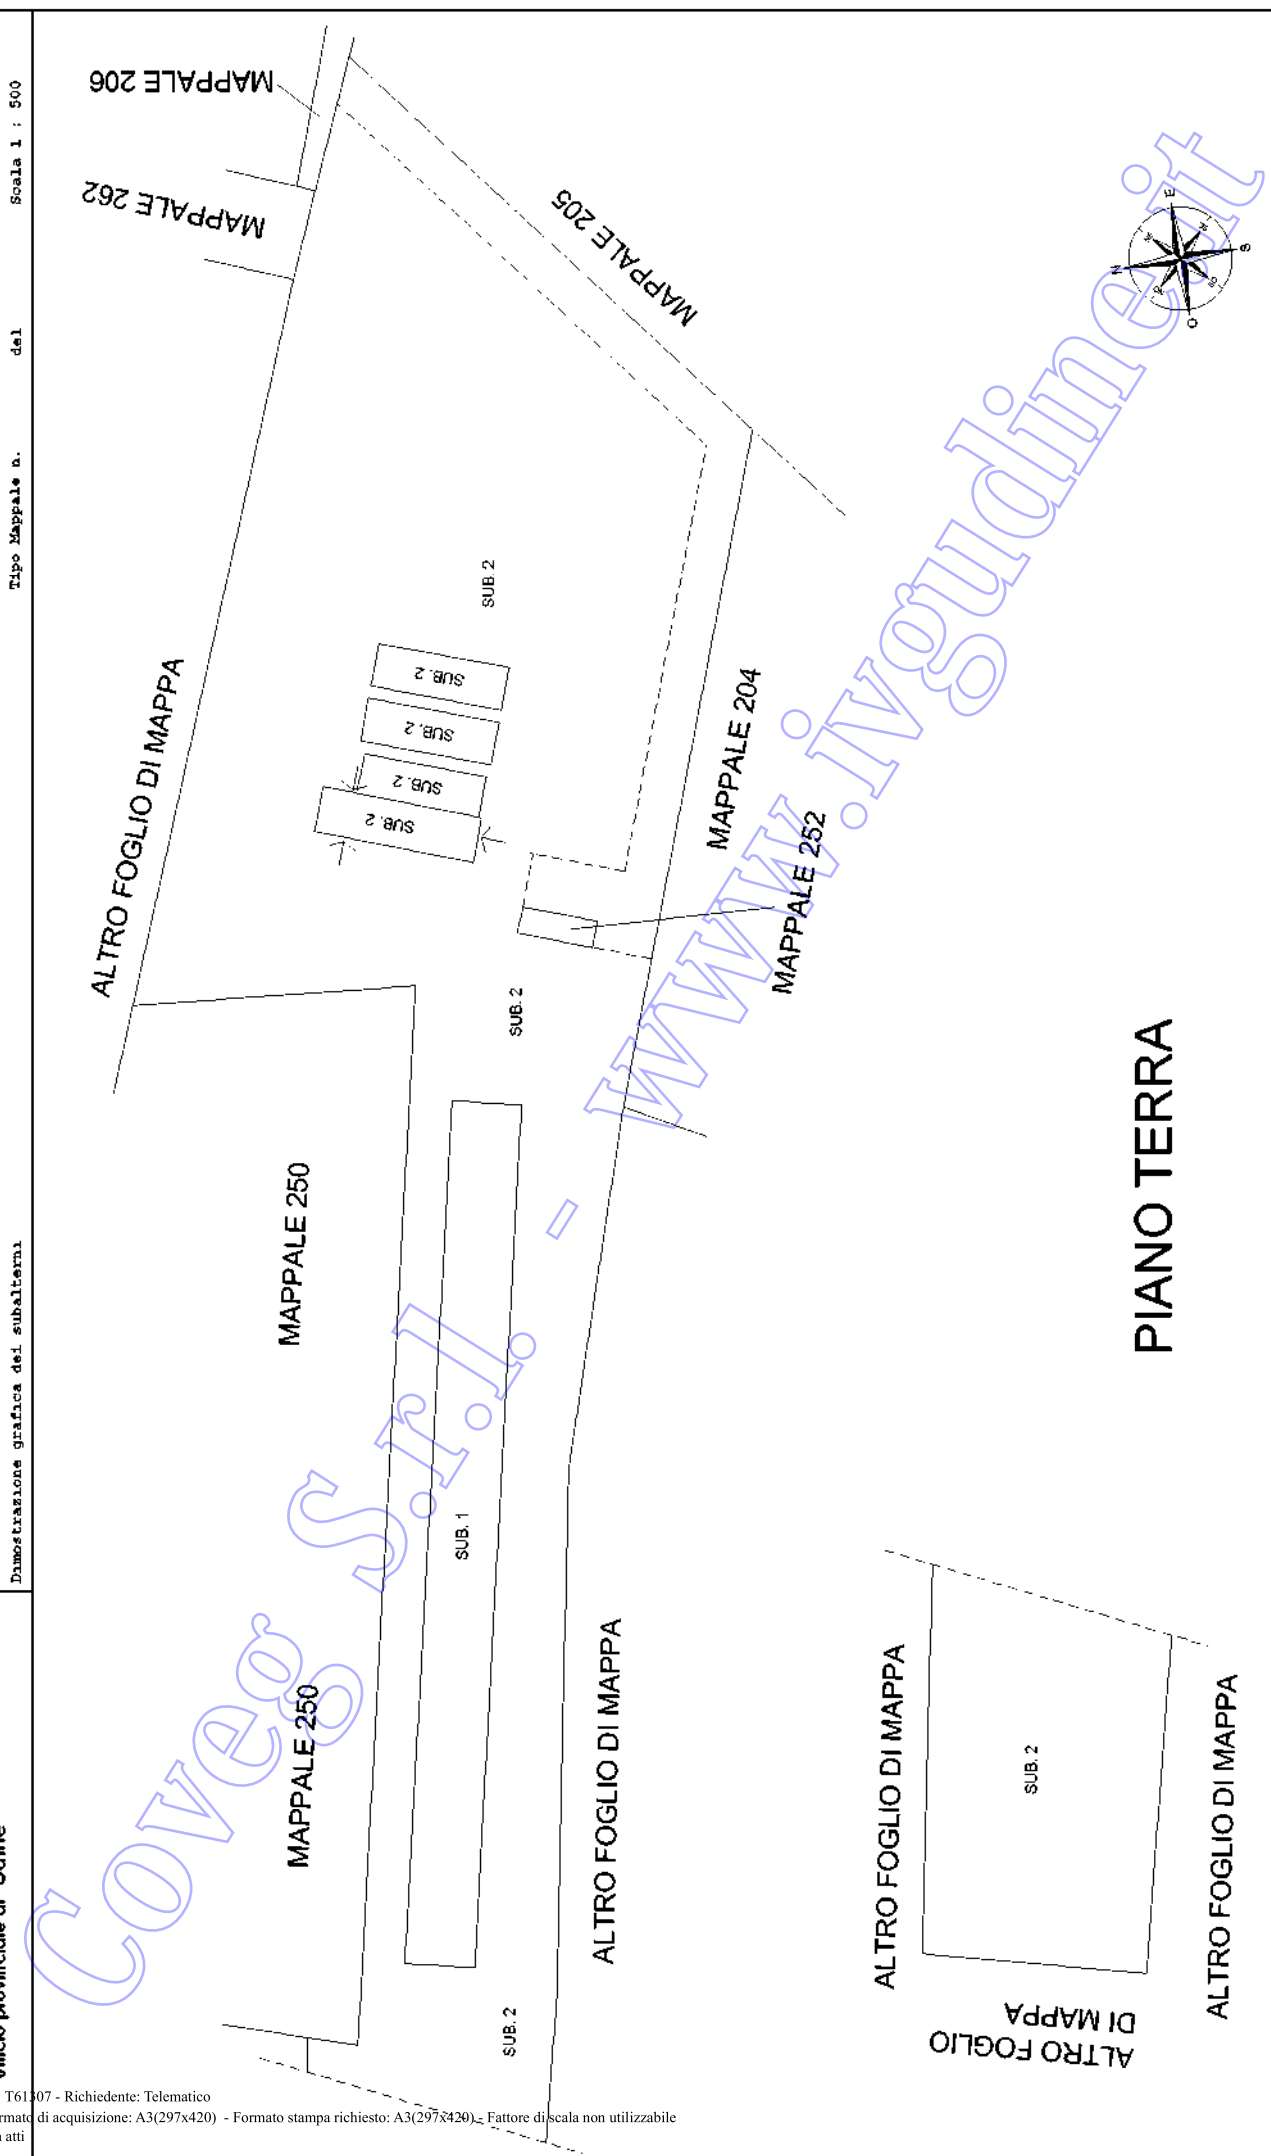 Dimostrazione grafica dei subalterni
Tipo Mappale n.
del
Scala 1 : 500
MAPPALE 206
MAPPALE 262
MAPPALE 205
ALTRO FOGLIO DI MAPPA
SUB. 2
SUB. 2
SUB. 2
SUB. 2
SUB. 2
MAPPALE 204
MAPPALE 252
SUB. 2
MAPPALE 250
MAPPALE 250
SUB. 1
SUB. 2
ALTRO FOGLIO DI MAPPA
PIANO TERRA
ALTRO FOGLIO DI MAPPA
SUB. 2
ALTRO FOGLIO
DI MAPPA
ALTRO FOGLIO DI MAPPA
N
E
S
O
Coveg S.r.l. - www.ivgudine.it
provinciale di
T61307 - Richiedente: Telematico
di acquisizione: A3(297x420) - Formato stampa richiesto: A3(297x420) - Fattore di scala non utilizzabile
atti